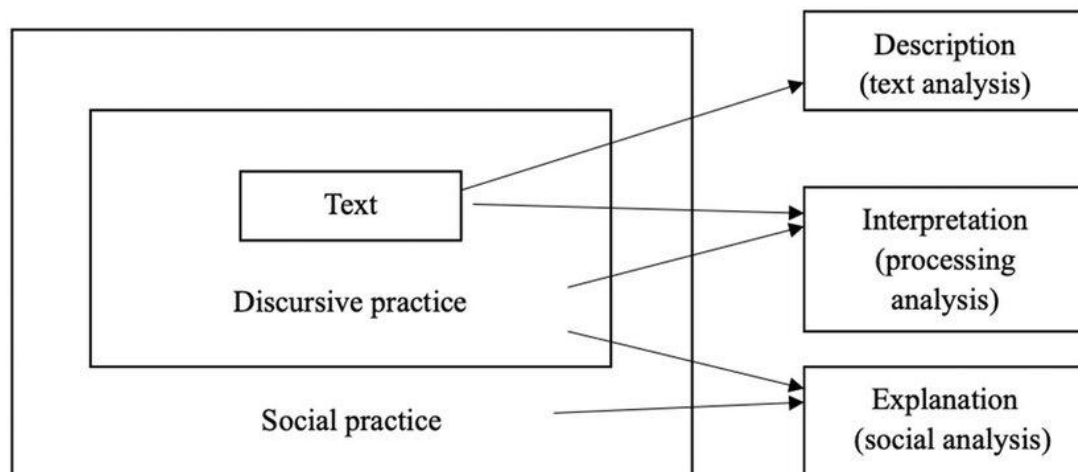 Description
(text analysis)
Text
Interpretation
(processing
analysis)
Discursive practice
Social practice
Explanation
(social analysis)